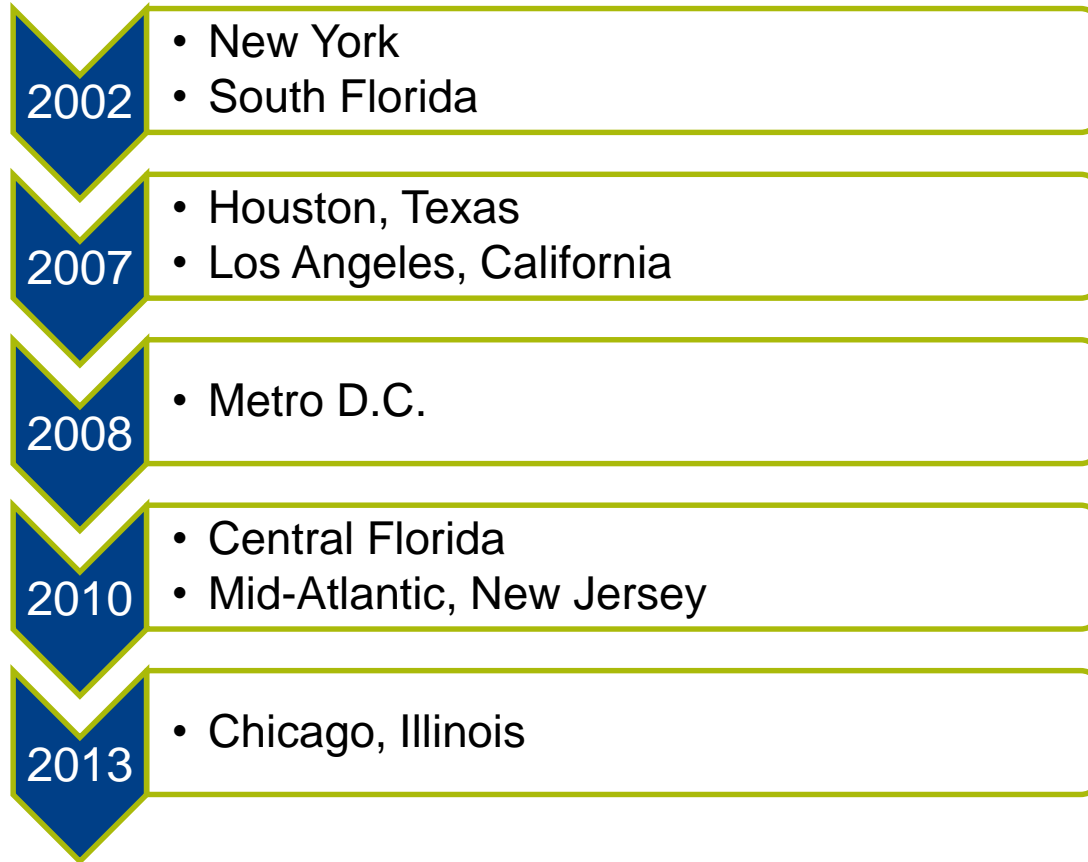 2002
• New York
• South Florida
2007
• Houston, Texas
• Los Angeles, California
2008
• Metro D.C.
2010
• Central Florida
• Mid-Atlantic, New Jersey
2013
• Chicago, Illinois